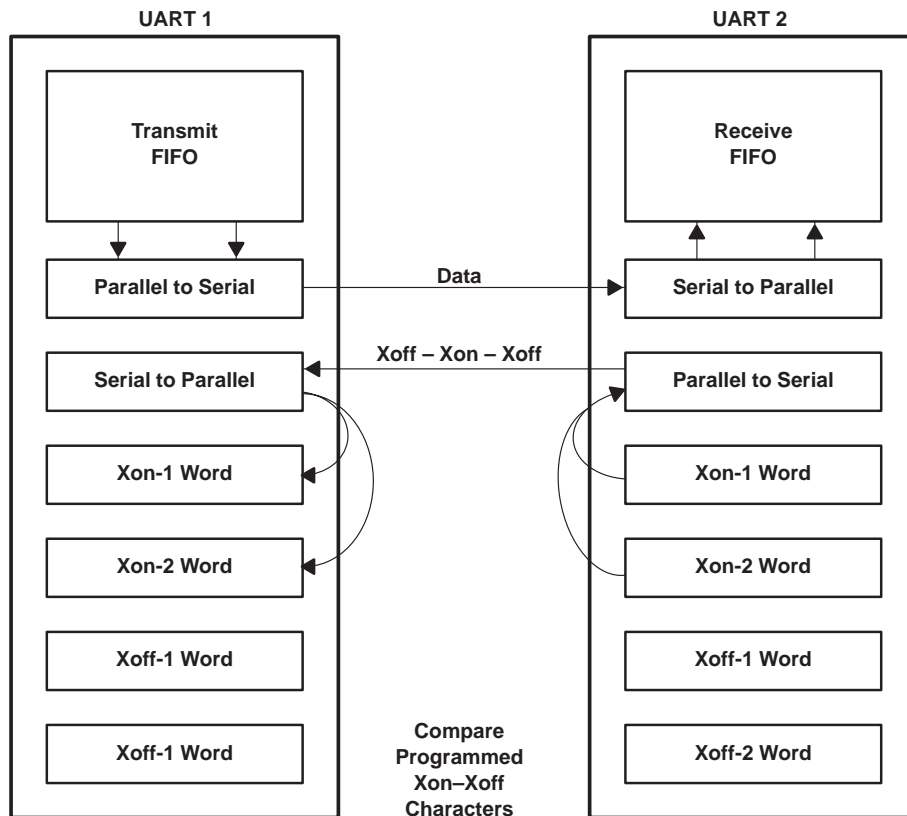 UART 1
UART 2
Transmit
FIFO
Receive
FIFO
Parallel to Serial
Data
Serial to Parallel
Serial to Parallel
Xoff – Xon – Xoff
Parallel to Serial
Xon-1 Word
Xon-1 Word
Xon-2 Word
Xon-2 Word
Xoff-1 Word
Xoff-1 Word
Xoff-1 Word
Compare
Programmed
Xon–Xoff
Characters
Xoff-2 Word